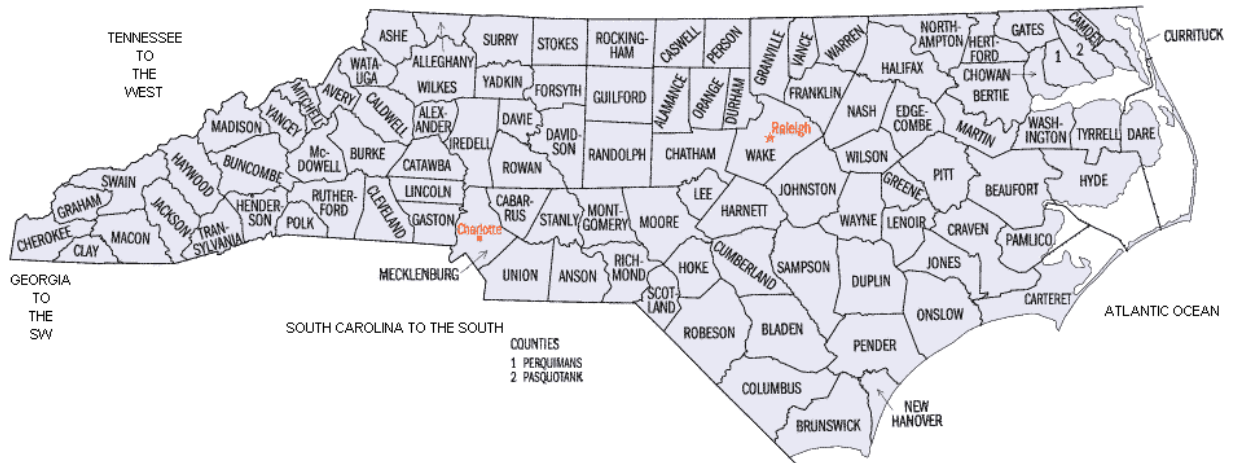 TENNESSEE
TO
THE
WEST
ASHE
ALLEGHANY
SURRY
STOKES
ROCKING-
HAM
CASWELL
PERSON
GRANVILLE
VANCE
WARREN
NORTH-
AMPTON
HERT-
FORD
GATES
CAMDEN
CURRITUCK
1
2
WATA-
UGA
WILKES
YADKIN
FORSYTH
GUILFORD
ALAMANCE
ORANGE
DURHAM
FRANKLIN
HALIFAX
CHOWAN
BERTIE
MITCHELL
AVERY
CALDWELL
ALEX-
ANDER
IREDELL
DAVIE
DAVID-
SON
RANDOLPH
CHATHAM
Raleigh
WAKE
NASH
EDGE-
COMBE
MARTIN
WASH-
INGTON
TYRRELL
DARE
MADISON
YANCEY
McDOWELL
BURKE
CATAWBA
ROWAN
WILSON
PITT
BEAUFORT
HYDE
SWAIN
HAYWOOD
BUNCOMBE
RUTHER-
FORD
CLEVELAND
LINCOLN
CABAR-
RUS
STANLY
MONT-
GOMERY
MOORE
LEE
HARNETT
JOHNSTON
GREENE
GRAHAM
JACKSON
HENDER-
SON
POLK
GASTON
Charlotte
WAYNE
LENOIR
CRAVEN
PAMLICO
CHEROKEE
CLAY
MACON
TRAN-
SYLVANIA
MECKLENBURG
UNION
ANSON
RICH-
MOND
SCOT-
LAND
HOKE
CUMBERLAND
SAMPSON
DUPLIN
JONES
CARTERET
GEORGIA
TO
THE
SW
SOUTH CAROLINA TO THE SOUTH
ROBESON
BLADEN
PENDER
ONSLOW
ATLANTIC OCEAN
COUNTIES
1 PERQUIMANS
2 PASQUOTANK
COLUMBUS
BRUNSWICK
NEW
HANOVER